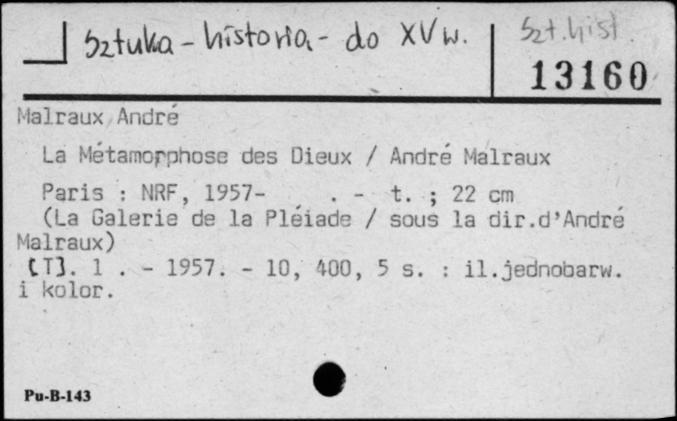 Sztuka - historia - do XV w.
Szt. hist.
13160
Malraux, André
La Métamorphose des Dieux / André Malraux
Paris : NRF, 1957-     . - t. ; 22 cm
(La Galerie de la Pléiade / sous la dir.d'André
Malraux)
[T]. 1 . - 1957. - 10, 400, 5 s. : il.jednobarw.
i kolor.
Pu-B-143